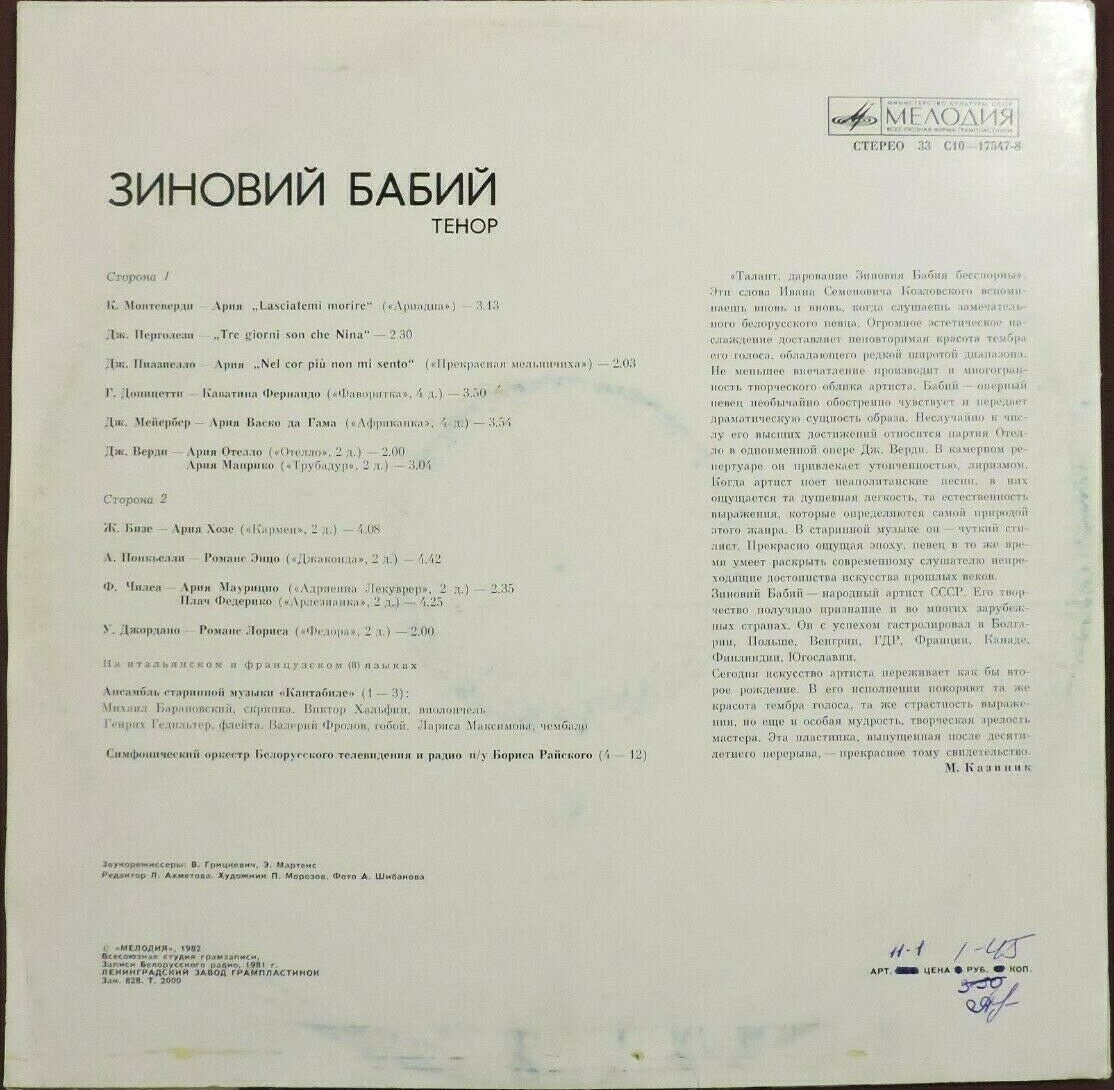 МИНИСТЕРСТВО КУЛЬТУРЫ СССР
МЕЛОДИЯ
ВСЕСОЮЗНАЯ ФИРМА ГРАМПЛАСТИНОК
СТЕРЕО 33 С10—17547-8
ЗИНОВИЙ БАБИЙ
ТЕНОР
Сторона 1
К. Монтеверди — Ария „Lasciatemi morire“ («Ариадна») — 3.43
Дж. Перголези — „Tre giorni son che Nina“ — 2.30
Дж. Паизиелло — Ария „Nel cor più non mi sento“ («Прекрасная мельничиха») — 2.03
Г. Доницетти — Каватина Фернандо («Фаворитка», 4 д.) — 3.50
Дж. Мейербер — Ария Васко да Гама («Африканка», 4 д.) — 3.54
Дж. Верди — Ария Отелло («Отелло», 2 д.) — 2.00
Ария Манрико («Трубадур», 2 д.) — 3.04
Сторона 2
Ж. Бизе — Ария Хозе («Кармен», 2 д.) — 4.08
А. Понкьелли — Романс Энцо («Джаконда», 2 д.) — 4.42
Ф. Чилеа — Ария Маурицио («Адриенна Лекуврер», 2 д.) — 2.35
Плач Федерико («Арлезианка», 2 д.) — 4.25
У. Джордано — Романс Лориса («Федора», 2 д.) — 2.00
На итальянском и французском (8) языках
Ансамбль старинной музыки «Кантабиле» (1 — 3):
Михаил Барановский, скрипка. Виктор Хальфин, виолончель
Генрих Гедильтер, флейта. Валерий Фролов, гобой. Лариса Максимова, чембало
Симфонический оркестр Белорусского телевидения и радио п/у Бориса Райского (4 — 12)
Звукорежиссеры: В. Грицкевич, Э. Мартенс
Редактор Л. Ахметова. Художник П. Морозов. Фото А. Шибанова
© «МЕЛОДИЯ», 1982
Всесоюзная студия грамзаписи,
Записи Белорусского радио, 1981 г.
ЛЕНИНГРАДСКИЙ ЗАВОД ГРАМПЛАСТИНОК
Зак. 828. Т. 2000
«Талант, дарование Зиновия Бабия бесспорны».
Эти слова Ивана Семеновича Козловского вспоми-
наешь вновь и вновь, когда слушаешь замечатель-
ного белорусского певца. Огромное эстетическое на-
слаждение доставляет неповторимая красота тембра
его голоса, обладающего редкой широтой диапазона.
Не меньшее впечатление производит и многогран-
ность творческого облика артиста. Бабий — оперный
певец необычайно обостренно чувствует и передает
драматическую сущность образа. Неслучайно к чис-
лу его высших достижений относится партия Отел-
ло в одноименной опере Дж. Верди. В камерном ре-
пертуаре он привлекает утонченностью, лиризмом.
Когда артист поет неаполитанские песни, в них
ощущается та душевная легкость, та естественность
выражения, которые определяются самой природой
этого жанра. В старинной музыке он — чуткий сти-
лист. Прекрасно ощущая эпоху, певец в то же вре-
мя умеет раскрыть современному слушателю непре-
ходящие достоинства искусства прошлых веков.
Зиновий Бабий — народный артист СССР. Его твор-
чество получило признание и во многих зарубеж-
ных странах. Он с успехом гастролировал в Болга-
рии, Польше, Венгрии, ГДР, Франции, Канаде,
Финляндии, Югославии.
Сегодня искусство артиста переживает как бы вто-
рое рождение. В его исполнении покоряют та же
красота тембра голоса, та же страстность выраже-
ния, но еще и особая мудрость, творческая зрелость
мастера. Эта пластинка, выпущенная после десяти-
летнего перерыва, — прекрасное тому свидетельство.
М. Казиник
11-1 1-45
АРТ. ЦЕНА РУБ. КОП.